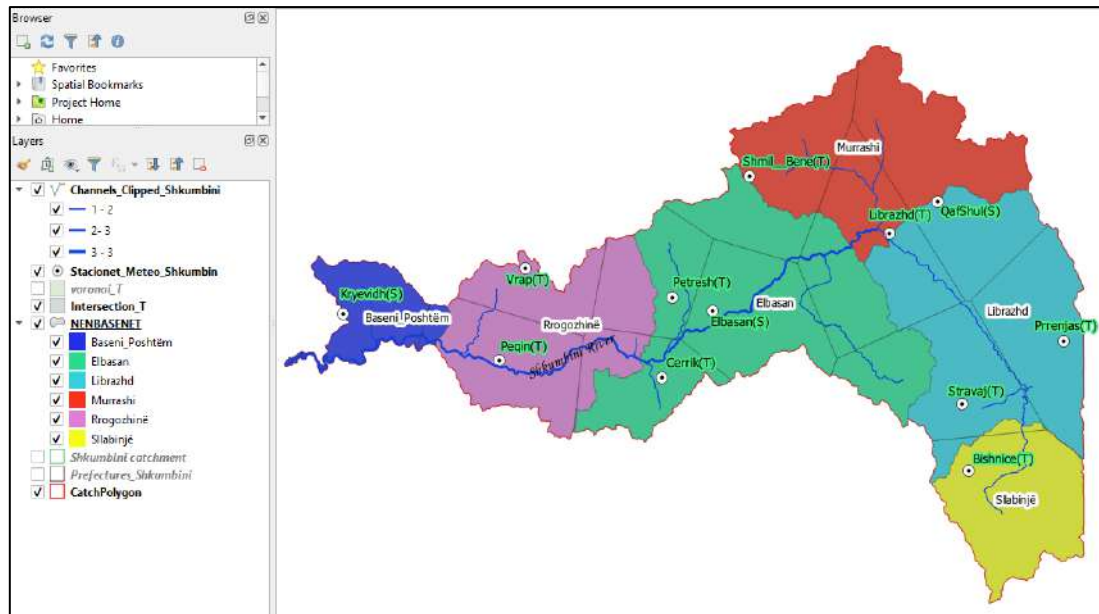 Browser
Favorites
Spatial Bookmarks
Project Home
Home
Layers
Channels_Clipped_Shkumbini
1 - 2
2- 3
3 - 3
Stacionet_Meteo_Shkumbin
voronoi_T
Intersection_T
NENBASENET
Baseni_Poshtëm
Elbasan
Librazhd
Murrashi
Rrogozhinë
Sllabinjë
Shkumbini catchment
Prefectures_Shkumbini
CatchPolygon
Murrashi
Shmil__Bene(T)
QafShul(S)
Librazhd(T)
Vrap(T)
Petresh(T)
Kryevidh(S)
Elbasan
Baseni_Poshtëm
Rrogozhinë
Elbasan(S)
Librazhd
Prrenjas(T)
Peqin(T)
Shkumbini River
Cerrik(T)
Stravaj(T)
Bishnice(T)
Sllabinjë